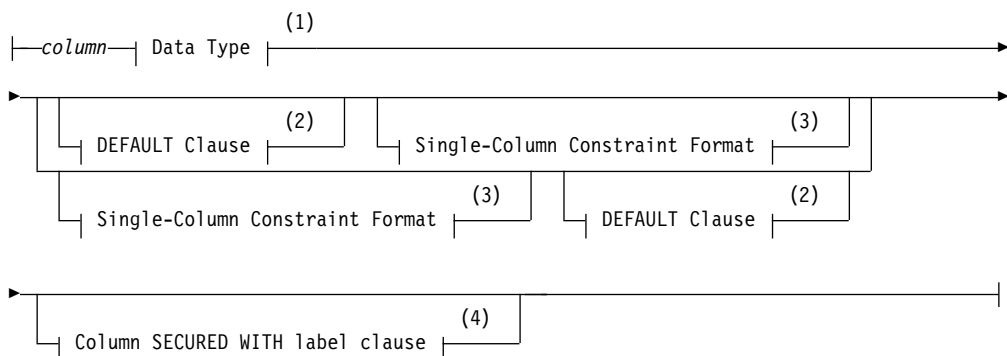 (1)
column Data Type
(2) (3)
DEFAULT Clause Single-Column Constraint Format
(3) (2)
Single-Column Constraint Format DEFAULT Clause
(4)
Column SECURED WITH label clause